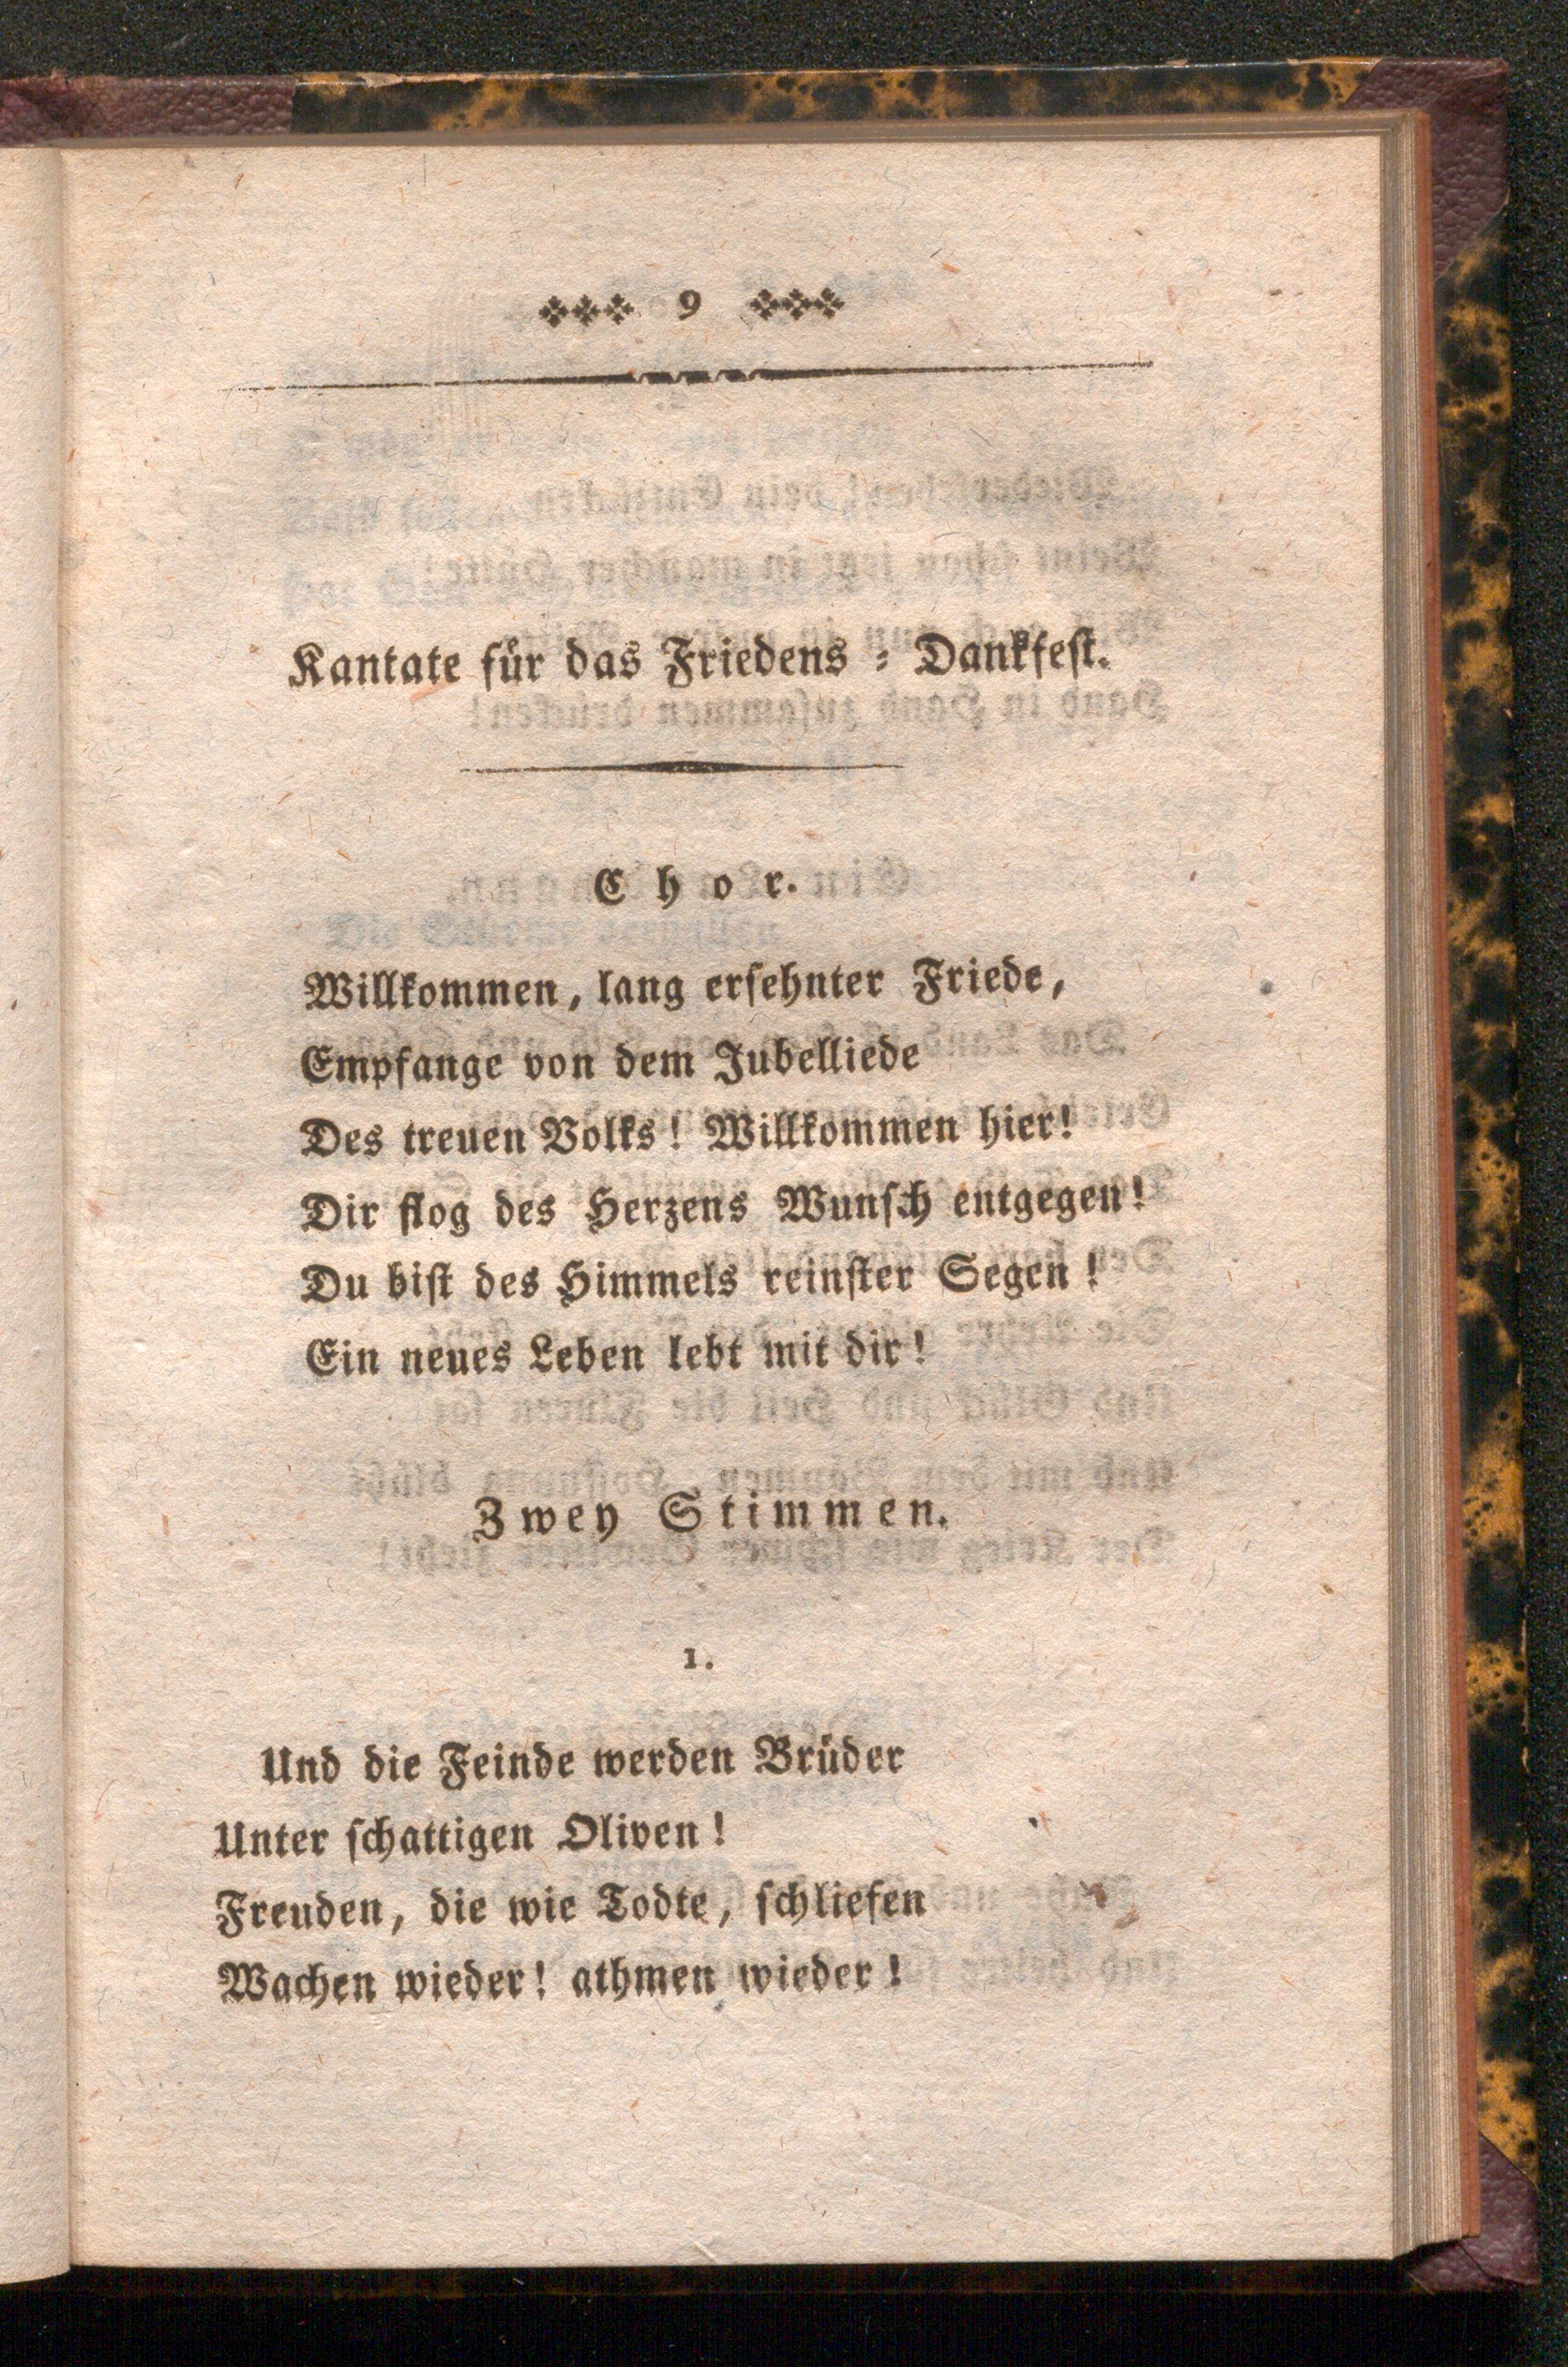 9
Kantate für das Friedens⸗Dankfeſt.
Chor.
Willkommen, lang erſehnter Friede,
Empfange von dem Jubelliede
Des treuen Volks! Willkommen hier!
Dir flog des Herzens Wunſch entgegen!
Du biſt des Himmels reinſter Segen!
Ein neues Leben lebt mit dir!
Zwey Stimmen.
1.
Und die Feinde werden Brüder
Unter ſchattigen Oliven!
Freuden, die wie Todte, ſchliefen
Wachen wieder! athmen wieder!